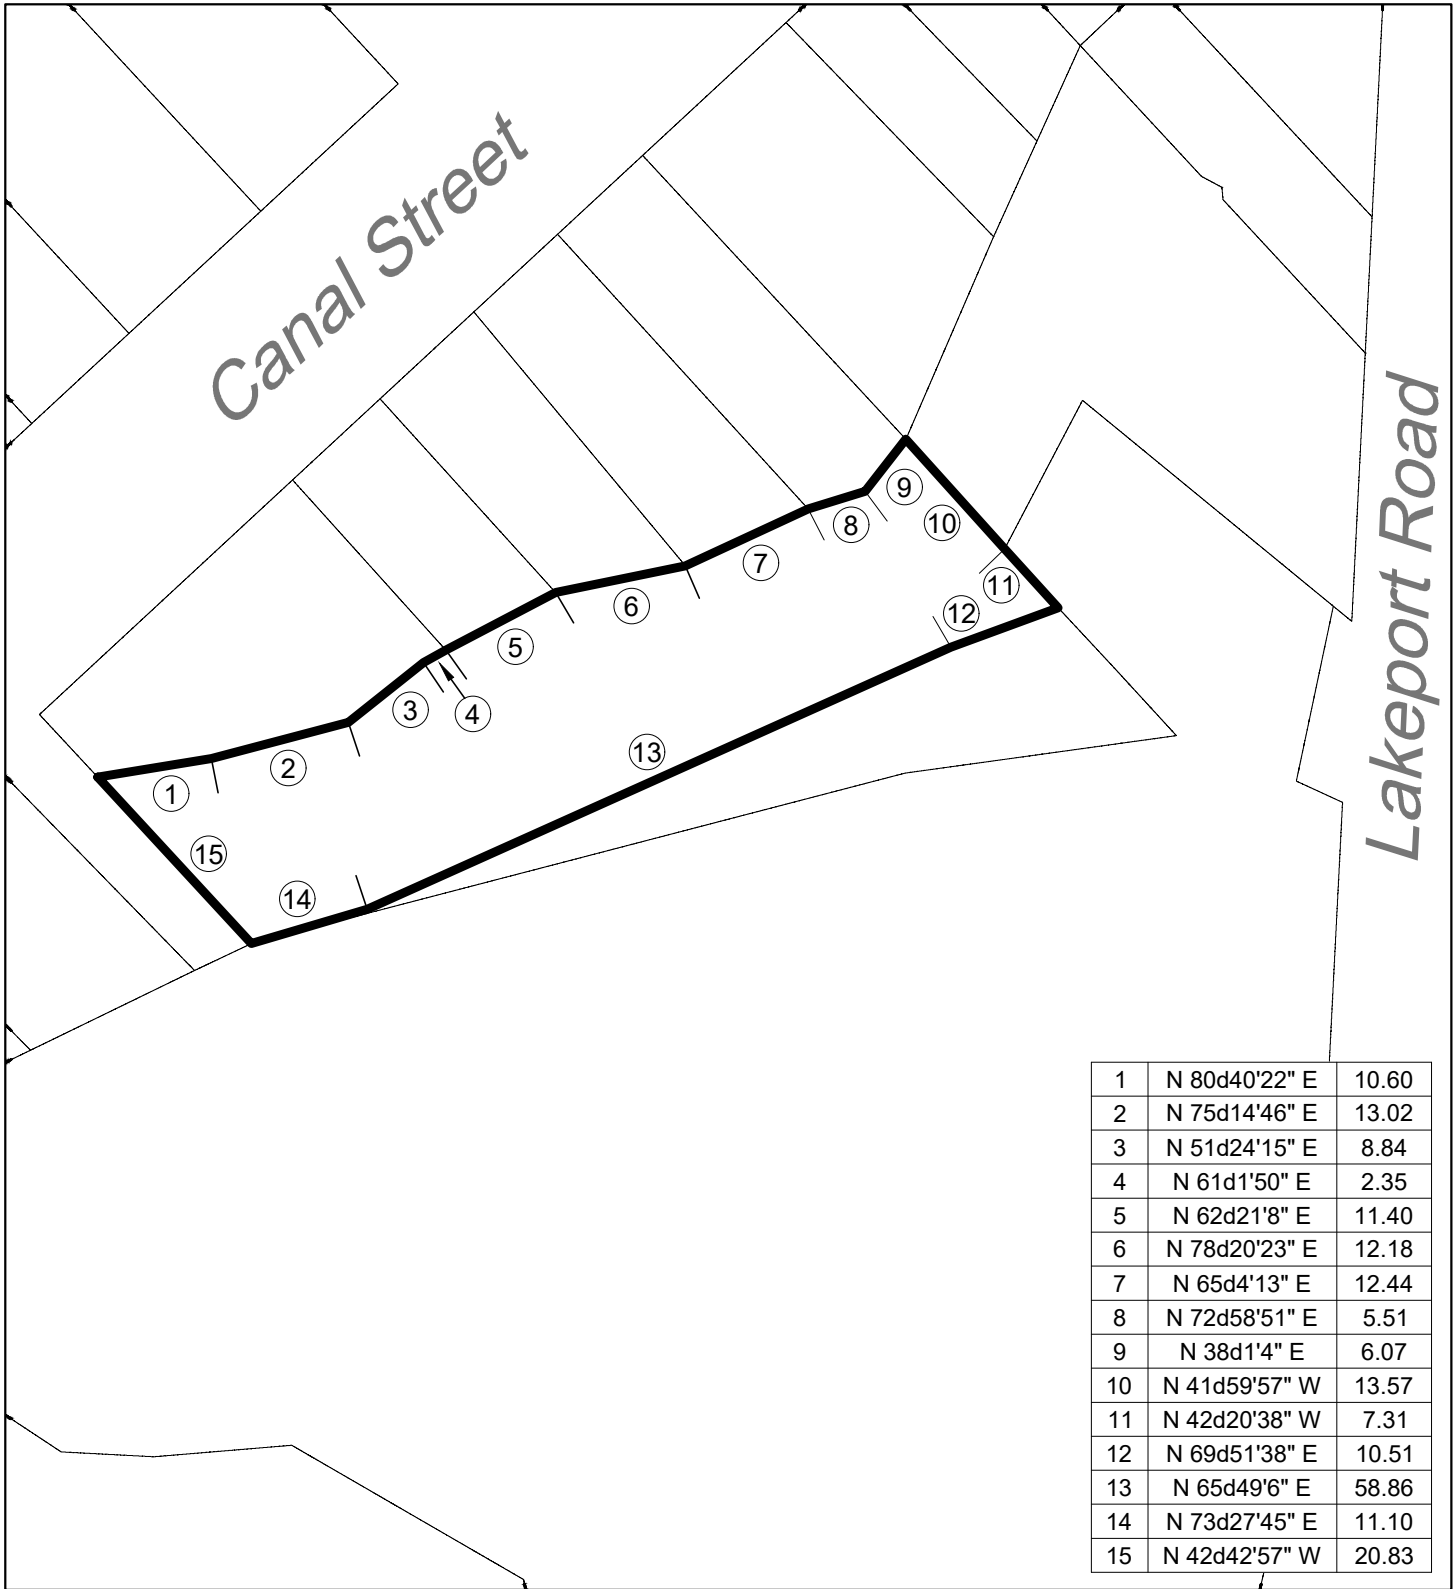 Canal Street
Lakeport Road
9
10
8
7
11
6
12
5
3
4
13
2
1
15
14
1 N 80d40'22" E 10.60
2 N 75d14'46" E 13.02
3 N 51d24'15" E 8.84
4 N 61d1'50" E 2.35
5 N 62d21'8" E 11.40
6 N 78d20'23" E 12.18
7 N 65d4'13" E 12.44
8 N 72d58'51" E 5.51
9 N 38d1'4" E 6.07
10 N 41d59'57" W 13.57
11 N 42d20'38" W 7.31
12 N 69d51'38" E 10.51
13 N 65d49'6" E 58.86
14 N 73d27'45" E 11.10
15 N 42d42'57" W 20.83